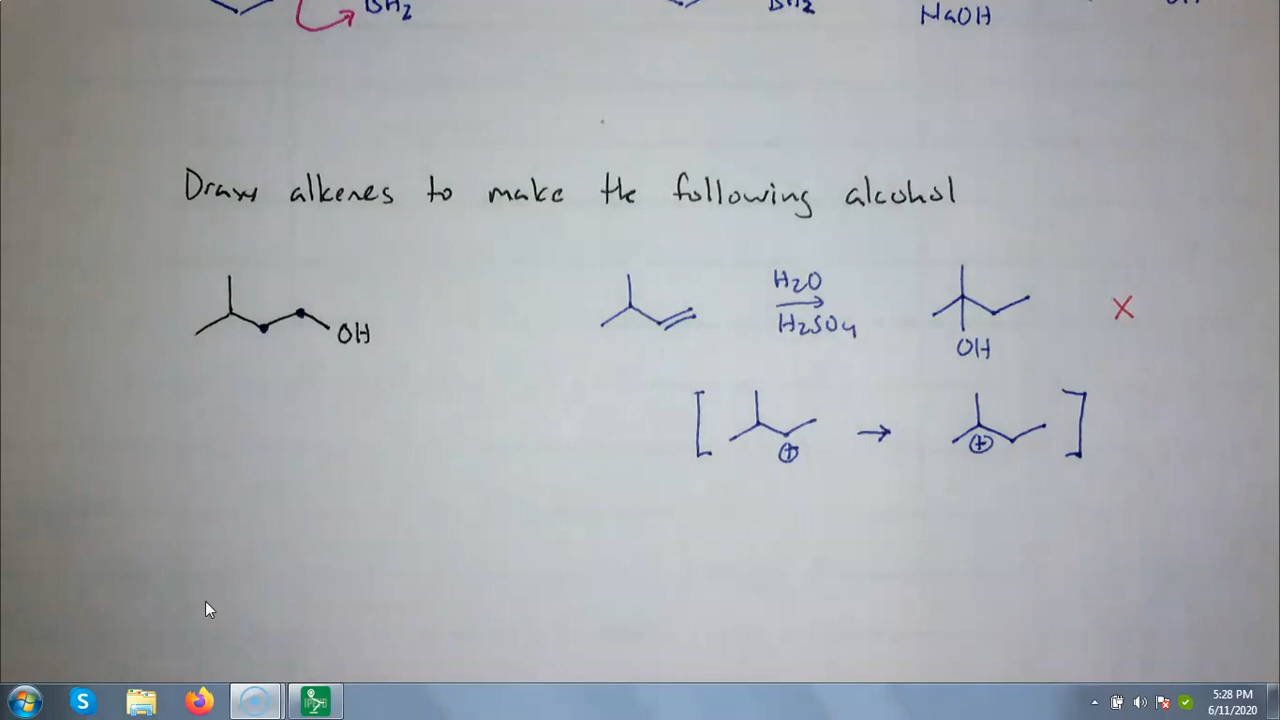 BH2 BH2 NaOH OH
Draw alkenes to make the following alcohol
H2O
H2SO4
OH
OH
X
[ + → + ]
5:28 PM
6/11/2020